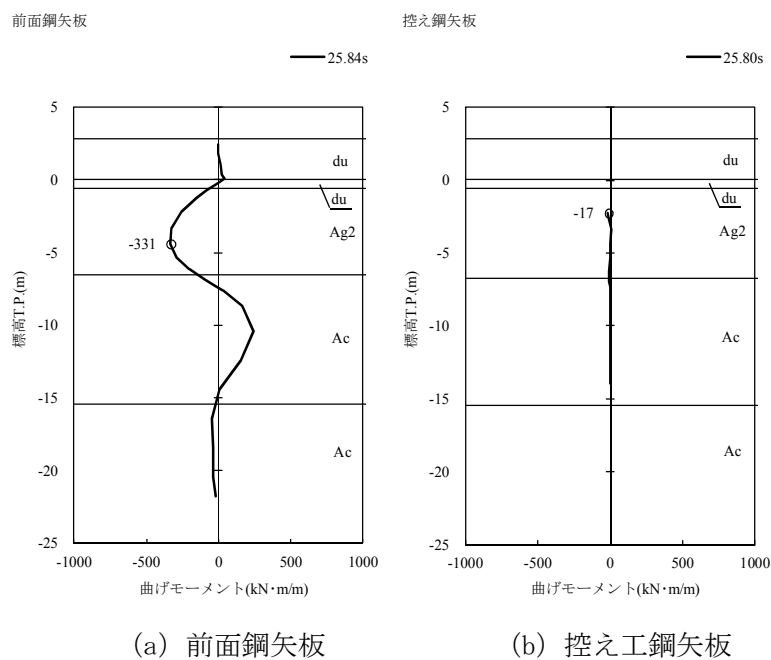 前面鋼矢板
25.84s
5
0
-5
-10
-15
-20
-25
標高T.P.(m)
du
du
Ag2
-331
Ac
Ac
-1000 -500 0 500 1000
曲げモーメント(kN･m/m)
(a) 前面鋼矢板
控え鋼矢板
25.80s
5
0
-5
-10
-15
-20
-25
標高T.P.(m)
du
du
-17
Ag2
Ac
Ac
-1000 -500 0 500 1000
曲げモーメント(kN･m/m)
(b) 控え工鋼矢板